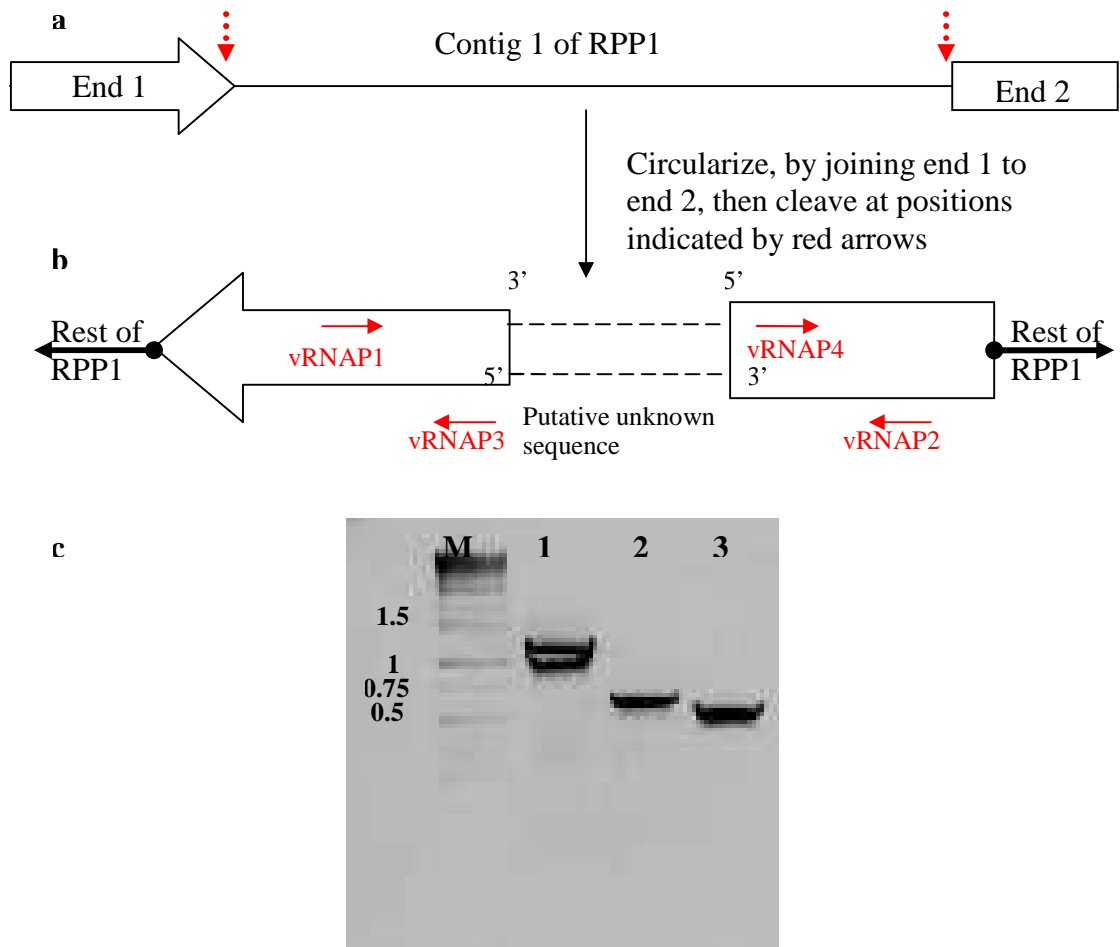 a
Contig 1 of RPP1
End 1
End 2
Circularize, by joining end 1 to
end 2, then cleave at positions
indicated by red arrows
b
3’
5’
Rest of
RPP1
vRNAP1
vRNAP4
Rest of
RPP1
5’
3’
vRNAP3
Putative unknown
sequence
vRNAP2
c
M
1
2
3
1.5
1
0.75
0.5